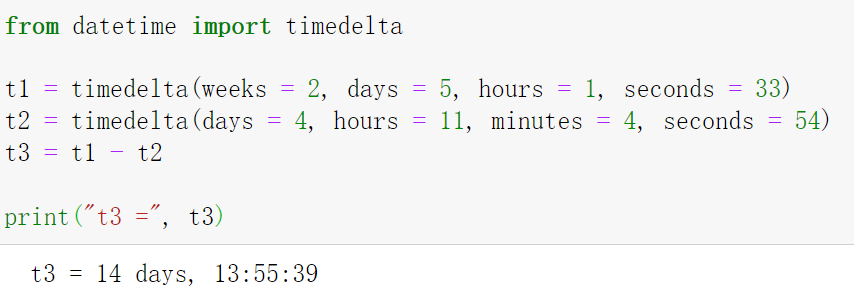 from datetime import timedelta
t1 = timedelta(weeks = 2, days = 5, hours = 1, seconds = 33)
t2 = timedelta(days = 4, hours = 11, minutes = 4, seconds = 54)
t3 = t1 - t2
print("t3 =", t3)
t3 = 14 days, 13:55:39